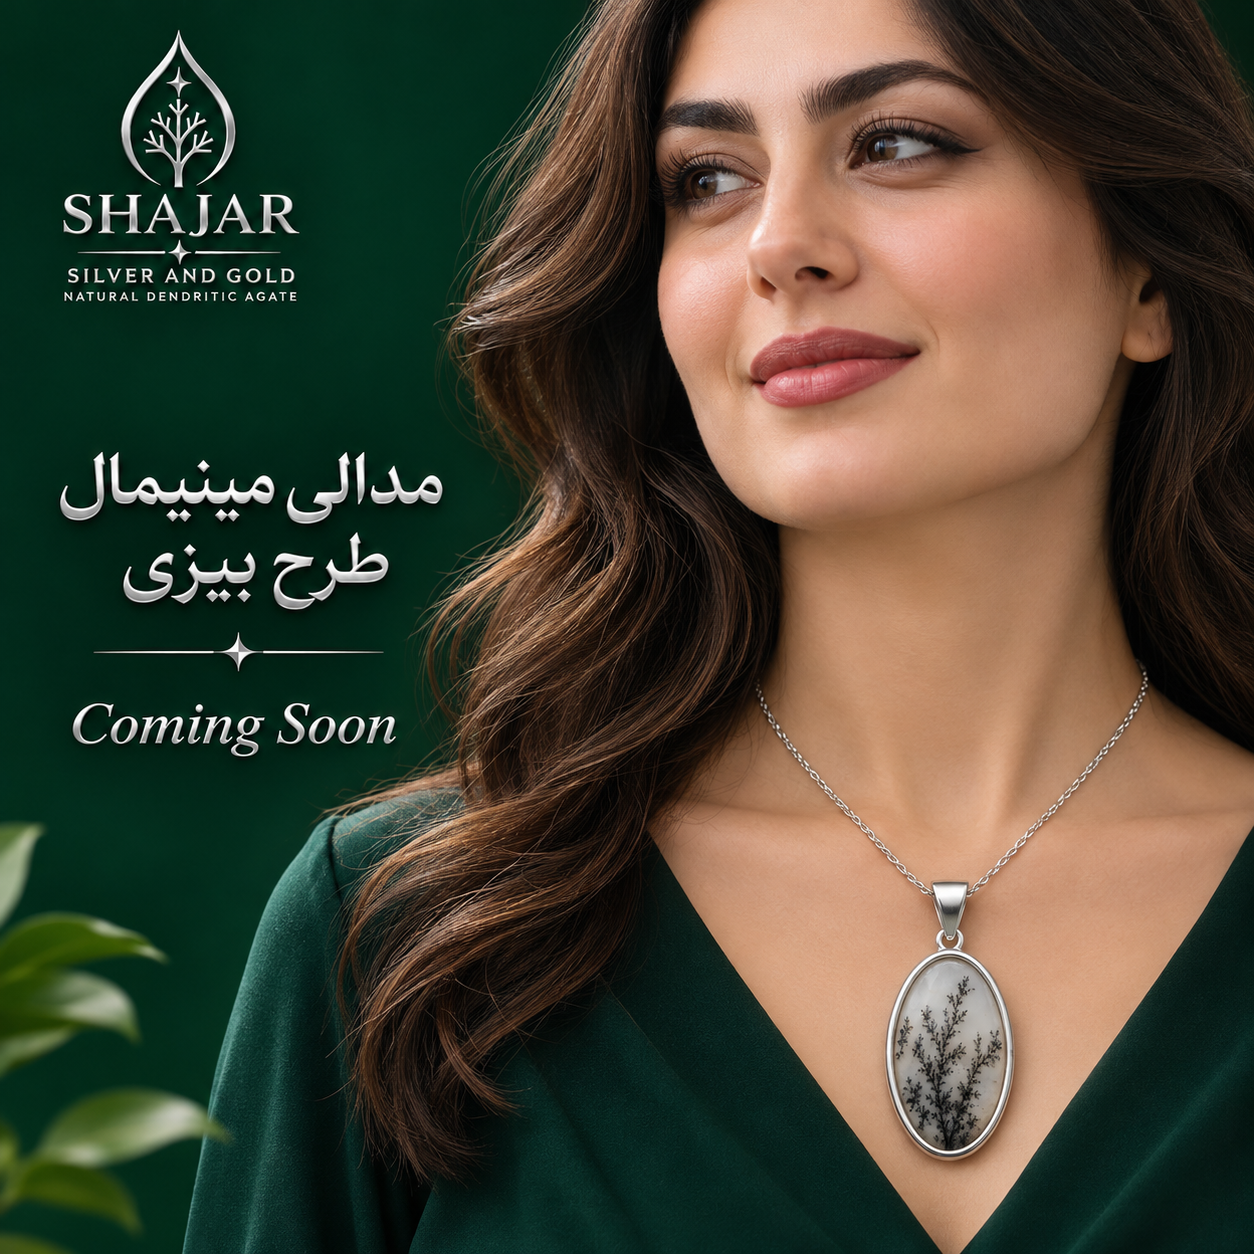 SHAJAR
SILVER AND GOLD
NATURAL DENDRITIC AGATE
مدالی مینیمال
طرح بیزی
Coming Soon